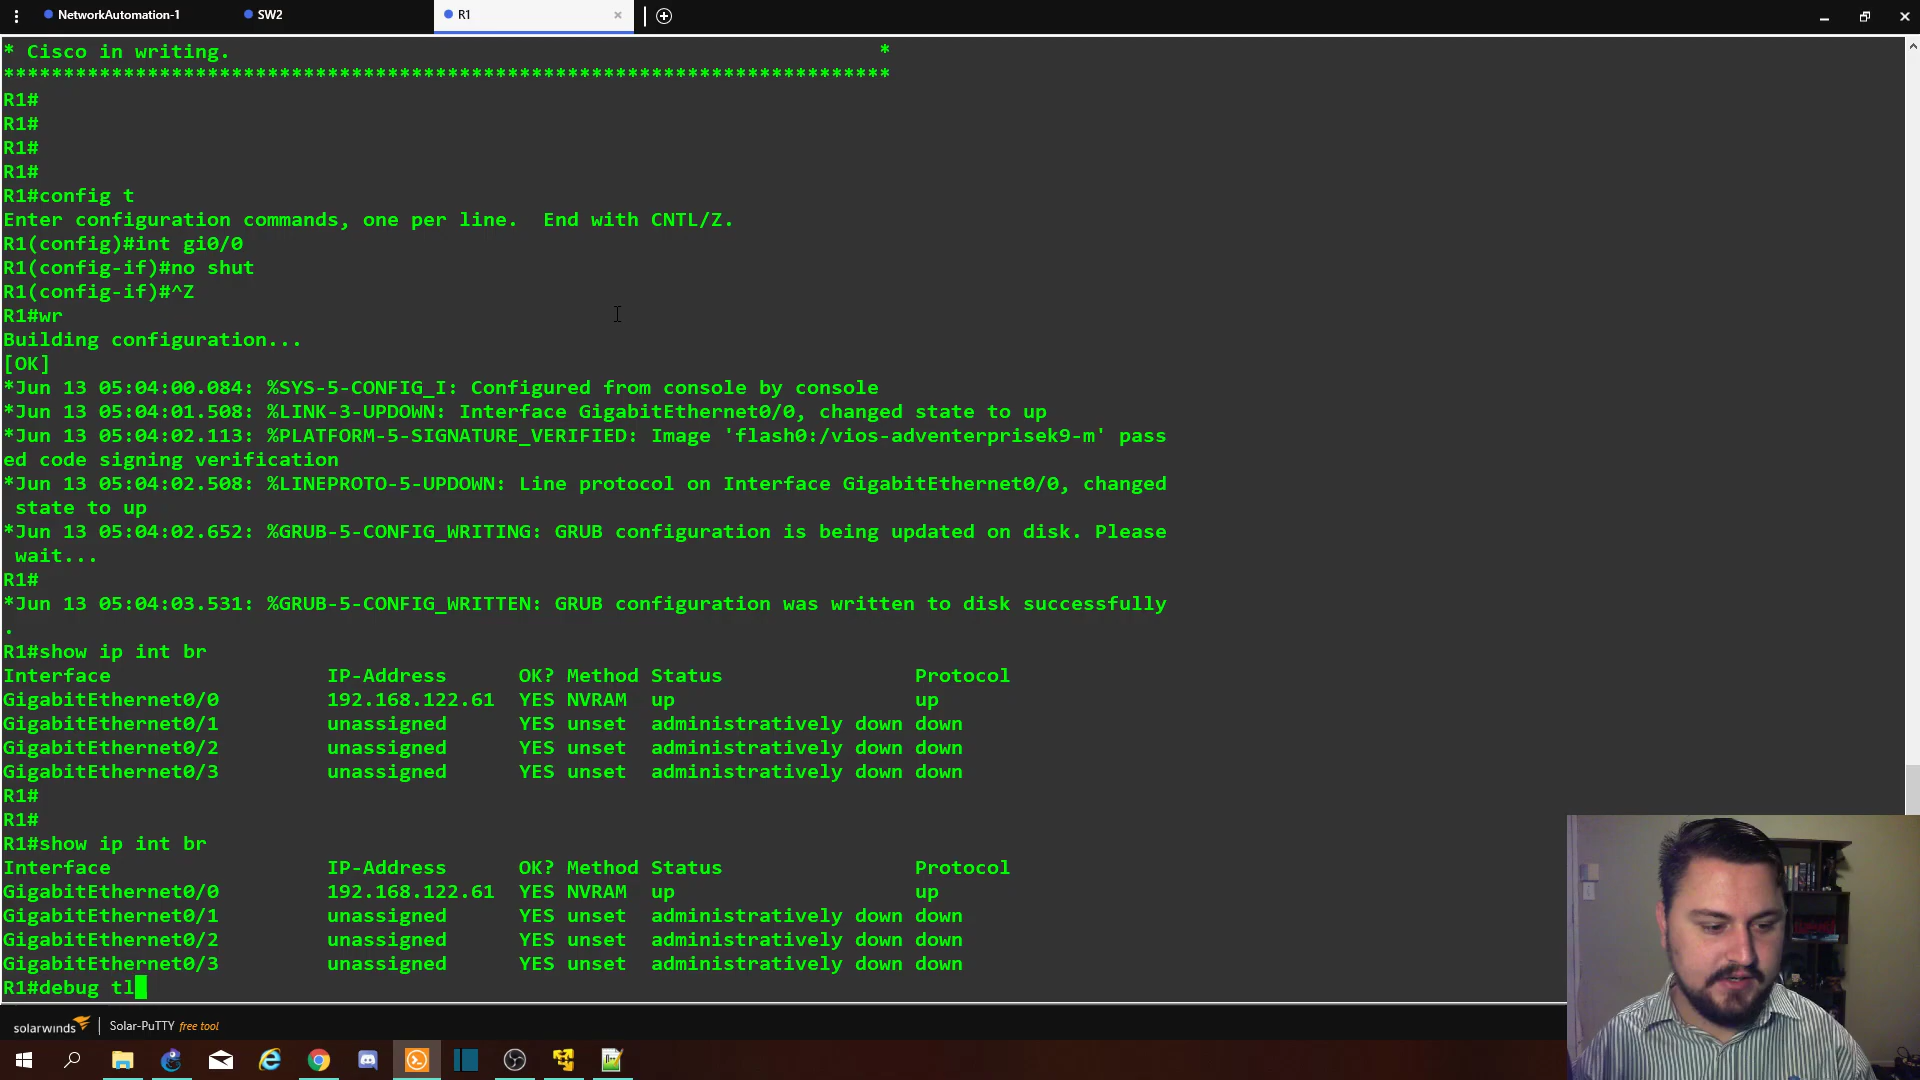 NetworkAutomation-1
SW2
R1
* Cisco in writing. *
**************************************************************************
R1#
R1#
R1#
R1#
R1#config t
Enter configuration commands, one per line.  End with CNTL/Z.
R1(config)#int gi0/0
R1(config-if)#no shut
R1(config-if)#^Z
R1#wr
Building configuration...
[OK]
*Jun 13 05:04:00.084: %SYS-5-CONFIG_I: Configured from console by console
*Jun 13 05:04:01.508: %LINK-3-UPDOWN: Interface GigabitEthernet0/0, changed state to up
*Jun 13 05:04:02.113: %PLATFORM-5-SIGNATURE_VERIFIED: Image 'flash0:/vios-adventerprisek9-m' pass
ed code signing verification
*Jun 13 05:04:02.508: %LINEPROTO-5-UPDOWN: Line protocol on Interface GigabitEthernet0/0, changed
state to up
*Jun 13 05:04:02.652: %GRUB-5-CONFIG_WRITING: GRUB configuration is being updated on disk. Please
wait...
R1#
*Jun 13 05:04:03.531: %GRUB-5-CONFIG_WRITTEN: GRUB configuration was written to disk successfully
.
R1#show ip int br
Interface IP-Address OK? Method Status Protocol
GigabitEthernet0/0 192.168.122.61 YES NVRAM up up
GigabitEthernet0/1 unassigned YES unset administratively down down
GigabitEthernet0/2 unassigned YES unset administratively down down
GigabitEthernet0/3 unassigned YES unset administratively down down
R1#
R1#
R1#show ip int br
Interface IP-Address OK? Method Status Protocol
GigabitEthernet0/0 192.168.122.61 YES NVRAM up up
GigabitEthernet0/1 unassigned YES unset administratively down down
GigabitEthernet0/2 unassigned YES unset administratively down down
GigabitEthernet0/3 unassigned YES unset administratively down down
R1#debug tl
solarwinds | Solar-PuTTY free tool